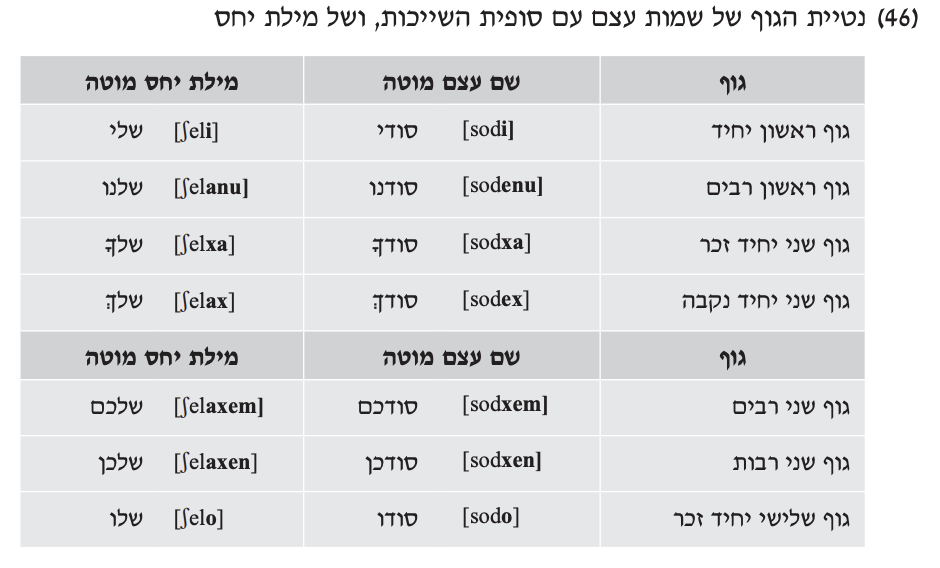 (46) נטיית הגוף של שמות עצם עם סופית השייכות, ושל מילת יחס
גוף שם עצם מוטה מילת יחס מוטה
גוף ראשון יחיד [sodi] סודי [ʃeli] שלי
גוף ראשון רבים [sodenu] סודנו [ʃelanu] שלנו
גוף שני יחיד זכר [sodxa] סודךָ [ʃelxa] שלךָ
גוף שני יחיד נקבה [sodex] סודךְ [ʃelax] שלךְ
גוף שם עצם מוטה מילת יחס מוטה
גוף שני רבים [sodxem] סודכם [ʃelaxem] שלכם
גוף שני רבות [sodxen] סודכן [ʃelaxen] שלכן
גוף שלישי יחיד זכר [sodo] סודו [ʃelo] שלו